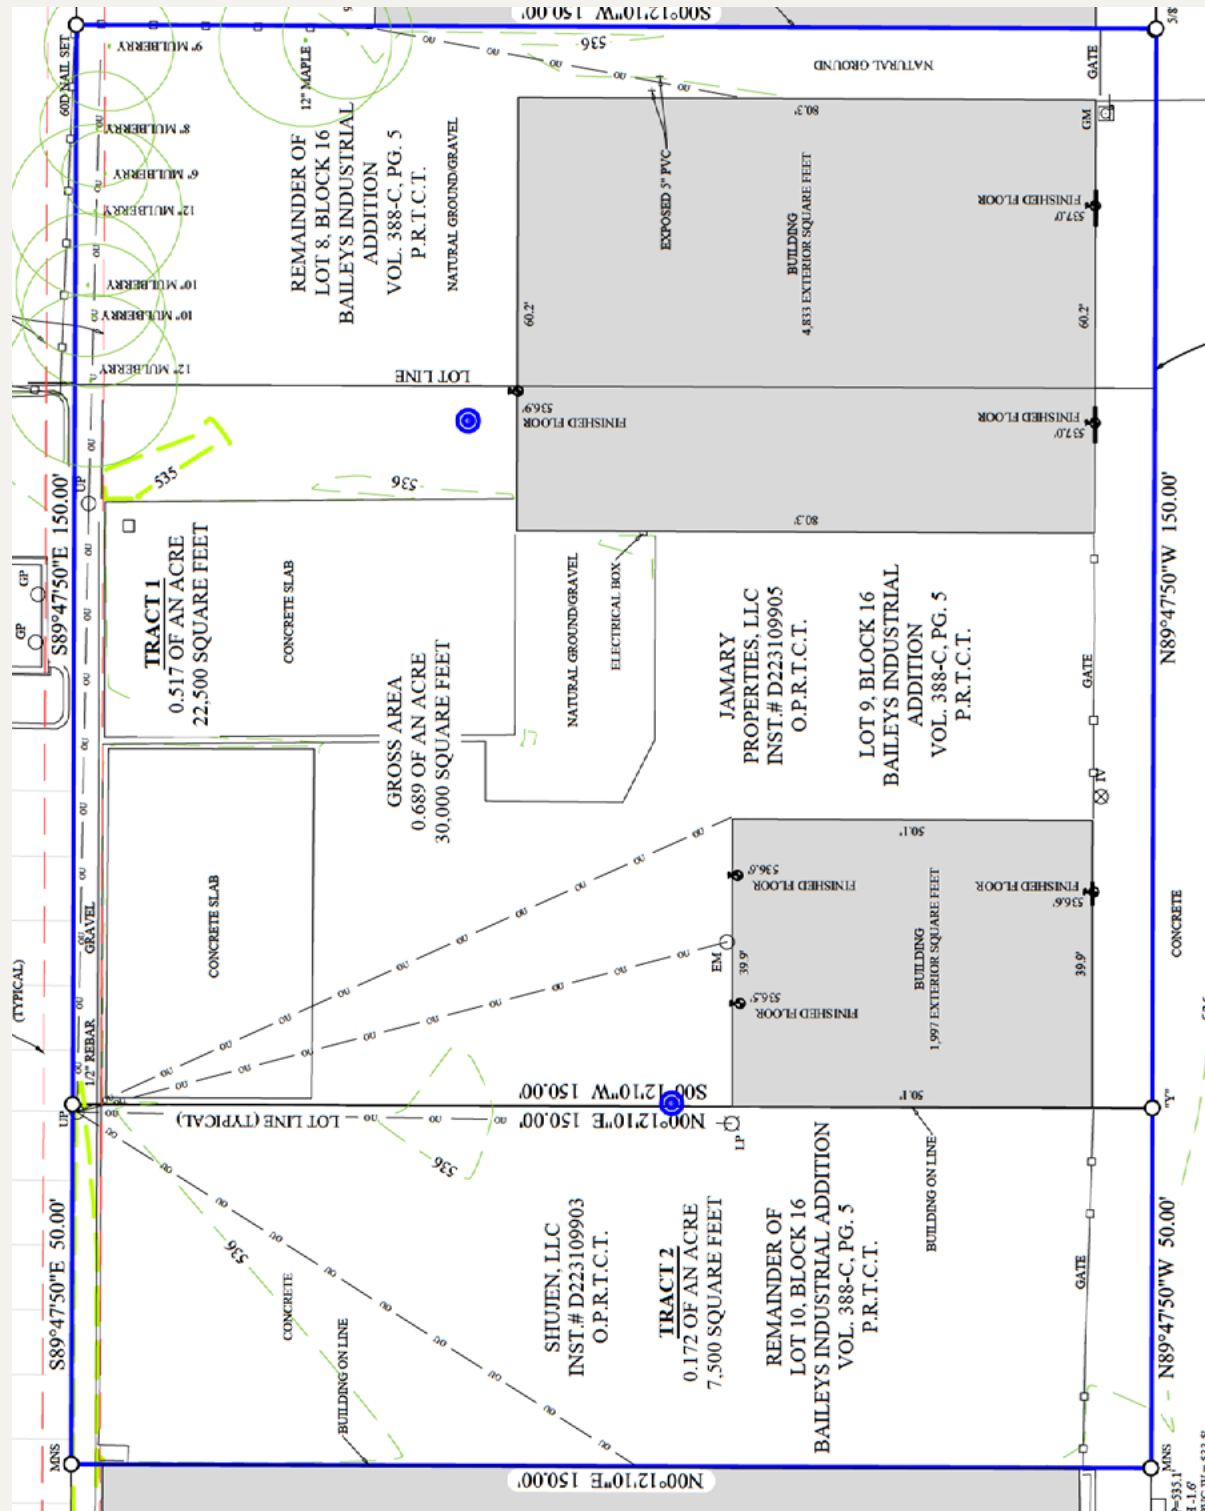 S00°12'10"W 150.00'
5/8
60D NAIL SET
9" MULBERRY
8" MULBERRY
6" MULBERRY
12" MULBERRY
10" MULBERRY
10" MULBERRY
12" MULBERRY
12" MAPLE
OU
536
NATURAL GROUND
GATE
GM
REMAINDER OF
LOT 8, BLOCK 16
BAILEYS INDUSTRIAL
ADDITION
VOL. 388-C, PG. 5
P.R.T.C.T.
NATURAL GROUND/GRAVEL
EXPOSED 5" PVC
80.3'
60.2'
BUILDING
4,833 EXTERIOR SQUARE FEET
60.2'
FINISHED FLOOR
537.0'
LOT LINE
536.9'
FINISHED FLOOR
FINISHED FLOOR
537.0'
80.3'
535
536
UP
S89°47'50"E 150.00'
N89°47'50"W 150.00'
GP
GP
TRACT 1
0.517 OF AN ACRE
22,500 SQUARE FEET
CONCRETE SLAB
GROSS AREA
0.689 OF AN ACRE
30,000 SQUARE FEET
NATURAL GROUND/GRAVEL
ELECTRICAL BOX
JAMARY
PROPERTIES, LLC
INST.# D223109905
O.P.R.T.C.T.
LOT 9, BLOCK 16
BAILEYS INDUSTRIAL
ADDITION
VOL. 388-C, PG. 5
P.R.T.C.T.
GATE
IV
CONCRETE SLAB
GRAVEL
1/2" REBAR
(TYPICAL)
50.1'
536.6'
FINISHED FLOOR
FINISHED FLOOR
536.6'
EM
39.9'
BUILDING
1,997 EXTERIOR SQUARE FEET
39.9'
536.5'
FINISHED FLOOR
50.1'
CONCRETE
S00°12'10"W 150.00'
N00°12'10"E 150.00'
LOT LINE (TYPICAL)
UP
LP
"Y"
536
536
S89°47'50"E 50.00'
N89°47'50"W 50.00'
CONCRETE
BUILDING ON LINE
SHUJEN, LLC
INST.# D223109903
O.P.R.T.C.T.
TRACT 2
0.172 OF AN ACRE
7,500 SQUARE FEET
REMAINDER OF
LOT 10, BLOCK 16
BAILEYS INDUSTRIAL ADDITION
VOL. 388-C, PG. 5
P.R.T.C.T.
BUILDING ON LINE
GATE
MNS
MNS
N00°12'10"E 150.00'